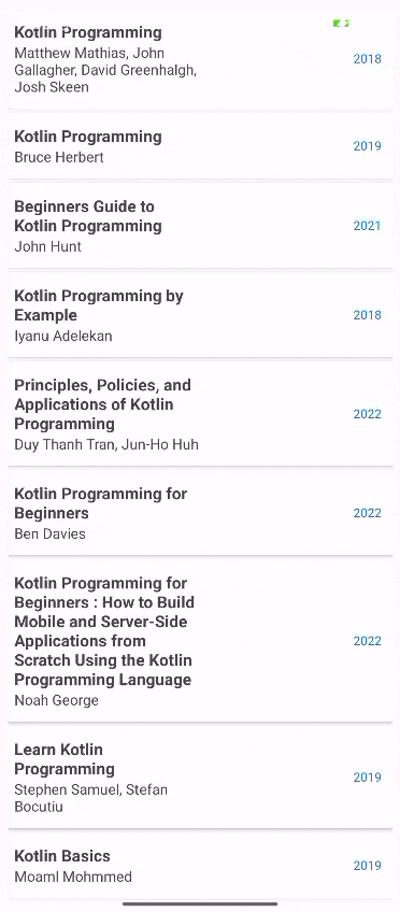 Kotlin Programming
Matthew Mathias, John
Gallagher, David Greenhalgh,
Josh Skeen
2018
Kotlin Programming
Bruce Herbert
2019
Beginners Guide to
Kotlin Programming
John Hunt
2021
Kotlin Programming by
Example
Iyanu Adelekan
2018
Principles, Policies, and
Applications of Kotlin
Programming
Duy Thanh Tran, Jun-Ho Huh
2022
Kotlin Programming for
Beginners
Ben Davies
2022
Kotlin Programming for
Beginners : How to Build
Mobile and Server-Side
Applications from
Scratch Using the Kotlin
Programming Language
Noah George
2022
Learn Kotlin
Programming
Stephen Samuel, Stefan
Bocutiu
2019
Kotlin Basics
Moaml Mohmmed
2019